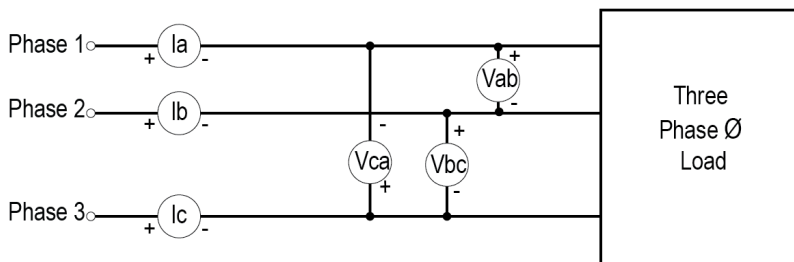 Phase 1
+ Ia -
+
Vab
-
Phase 2
+ Ib -
-
Vca
+
+
Vbc
-
Phase 3
+ Ic -
Three
Phase Ø
Load